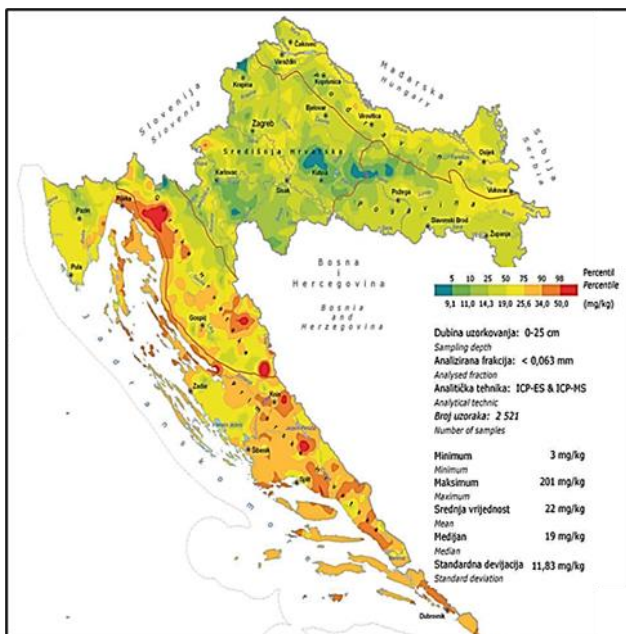 Mađarska
Hungary
Slovenija
Slovenia
Srbija
Serbia
Čakovec
Varaždin
Krapina
Koprivnica
Bjelovar
Virovitica
Zagreb
Središnja Hrvatska
Osijek
Vukovar
Karlovac
Sisak
Kutina
Požega
Posavina
Slavonski Brod
Županja
Rijeka
Pazin
Pula
Bosna
i
Hercegovina
Bosnia
and
Herzegovina
Gospić
Zadar
Knin
Šibenik
Split
Dubrovnik
Percentil
Percentile
5 10 25 50 75 90 98
9,1 11,0 14,3 19,0 25,6 34,0 50,0
(mg/kg)
Dubina uzorkovanja: 0-25 cm
Sampling depth
Analizirana frakcija: < 0,063 mm
Analysed fraction
Analitička tehnika: ICP-ES & ICP-MS
Analytical technic
Broj uzoraka: 2 521
Number of samples
Minimum 3 mg/kg
Minimum
Maksimum 201 mg/kg
Maximum
Srednja vrijednost 22 mg/kg
Mean
Medijan 19 mg/kg
Median
Standardna devijacija 11,83 mg/kg
Standard deviation